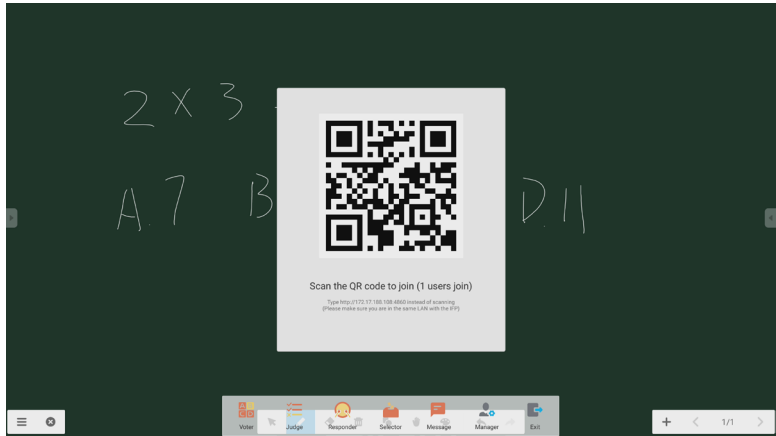 2 × 3
A.7 B D.11
Scan the QR code to join (1 users join)
Type http://172.17.188.108:4860 instead of scanning
(Please make sure you are in the same LAN with the IFP)
Voter Judge Responder Selector Message Manager Exit
1/1